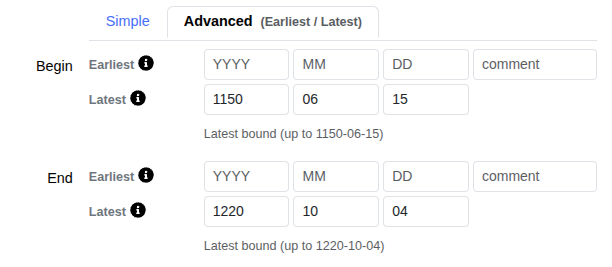 Simple Advanced (Earliest / Latest)
Begin Earliest YYYY MM DD comment
Latest 1150 06 15
Latest bound (up to 1150-06-15)
End Earliest YYYY MM DD comment
Latest 1220 10 04
Latest bound (up to 1220-10-04)